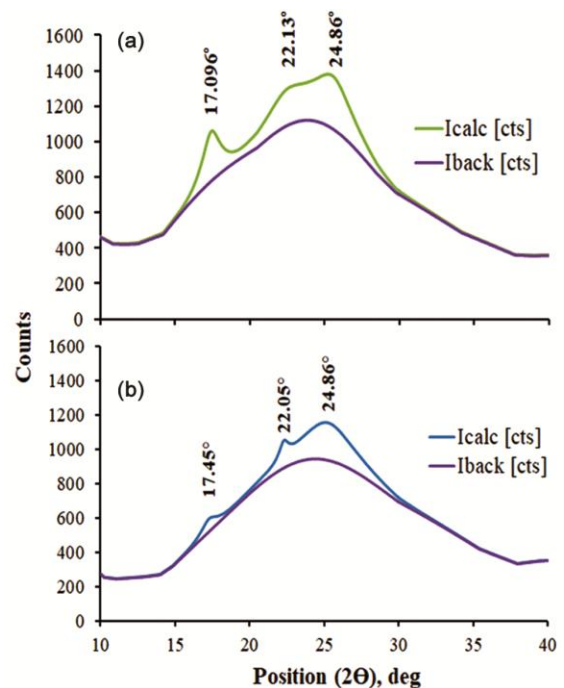 (a)
17.096°
22.13°
24.86°
1600
1400
1200
1000
800
600
400
200
0
Icalc [cts]
Iback [cts]
Counts
(b)
17.45°
22.05°
24.86°
1600
1400
1200
1000
800
600
400
200
0
Icalc [cts]
Iback [cts]
10 15 20 25 30 35 40
Position (2Θ), deg